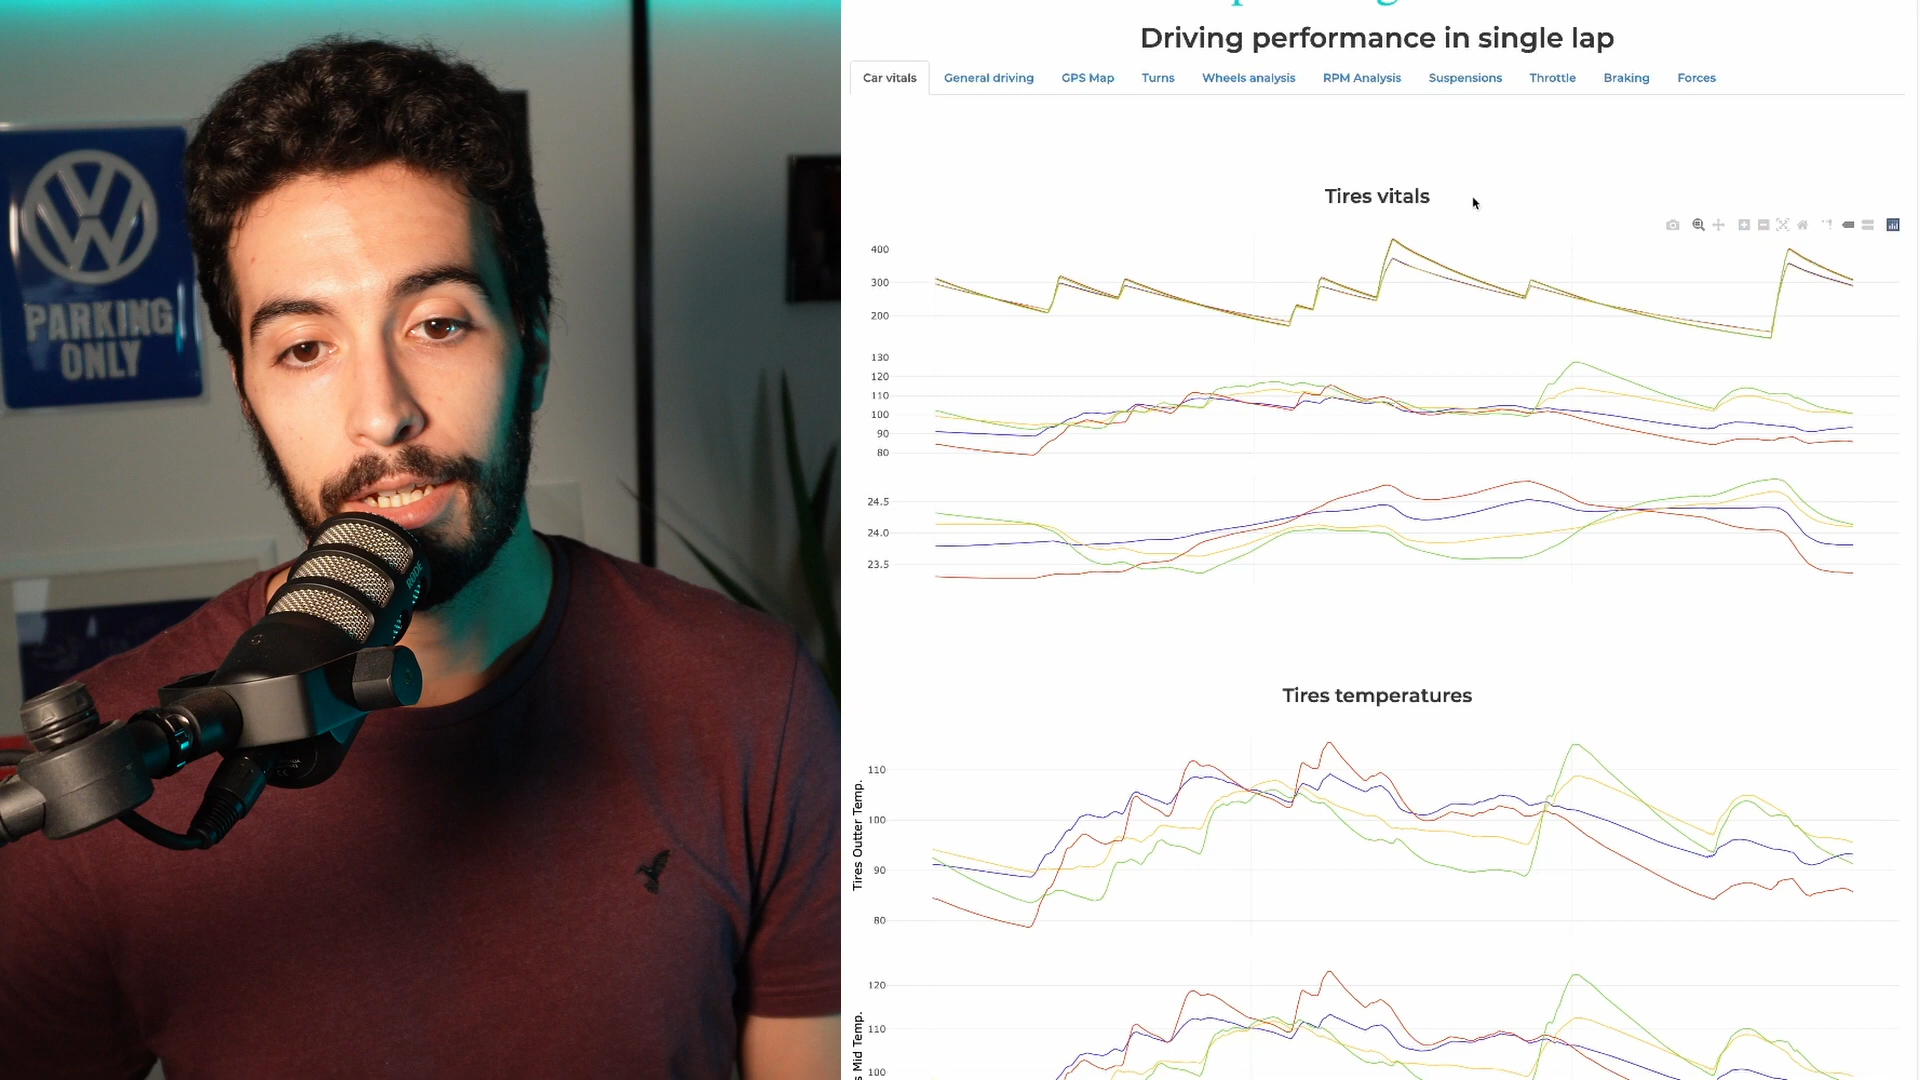 PARKING
ONLY
RODE
Driving performance in single lap
Car vitals
General driving
GPS Map
Turns
Wheels analysis
RPM Analysis
Suspensions
Throttle
Braking
Forces
Tires vitals
400
300
200
130
120
110
100
90
80
24.5
24.0
23.5
Tires temperatures
Tires Outter Temp.
110
100
90
80
Mid Temp.
120
110
100